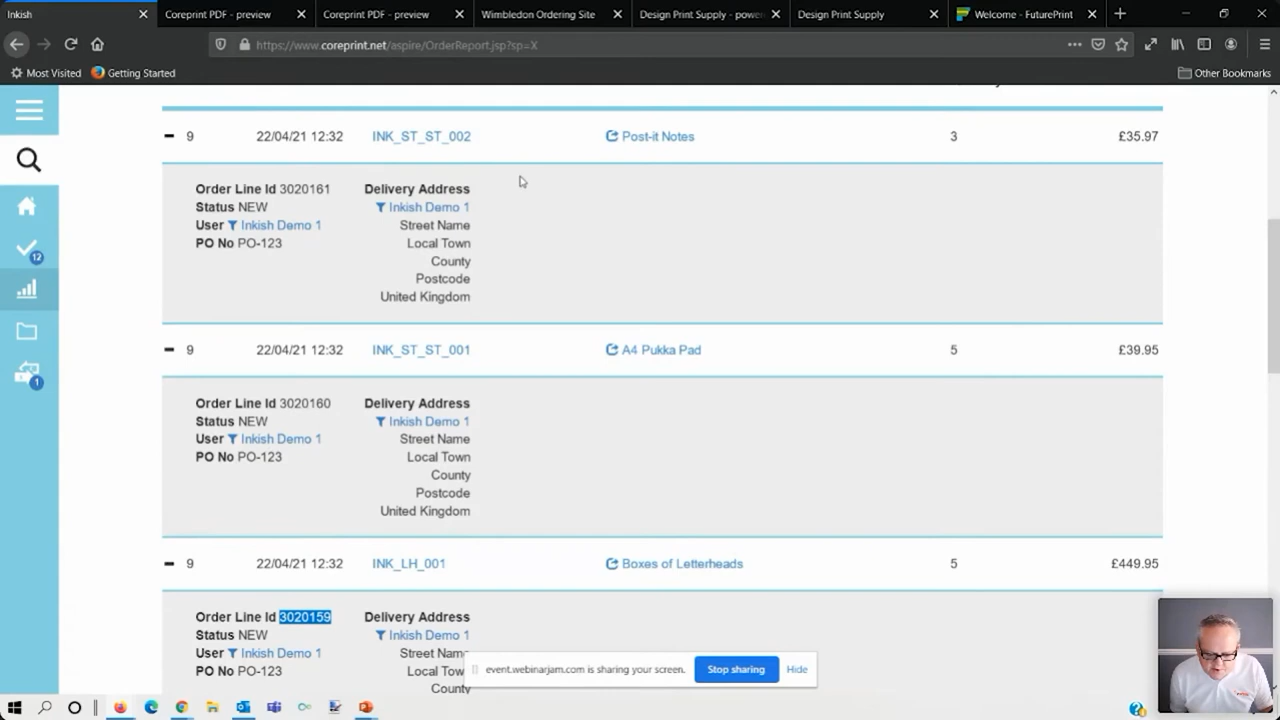 Inkish
Coreprint PDF - preview
Coreprint PDF - preview
Wimbledon Ordering Site
Design Print Supply - powe
Design Print Supply
Welcome - FuturePrint
https://www.coreprint.net/aspire/OrderReport.jsp?sp=X
Most Visited
Getting Started
Other Bookmarks
9 22/04/21 12:32 INK_ST_ST_002 Post-it Notes 3 £35.97
Order Line Id 3020161 Delivery Address
Status NEW Inkish Demo 1
User Inkish Demo 1 Street Name
PO No PO-123 Local Town
County
Postcode
United Kingdom
9 22/04/21 12:32 INK_ST_ST_001 A4 Pukka Pad 5 £39.95
Order Line Id 3020160 Delivery Address
Status NEW Inkish Demo 1
User Inkish Demo 1 Street Name
PO No PO-123 Local Town
County
Postcode
United Kingdom
9 22/04/21 12:32 INK_LH_001 Boxes of Letterheads 5 £449.95
Order Line Id 3020159 Delivery Address
Status NEW Inkish Demo 1
User Inkish Demo 1 Street Name
PO No PO-123 Local Tow
County
12
1
event.webinarjam.com is sharing your screen. Stop sharing Hide